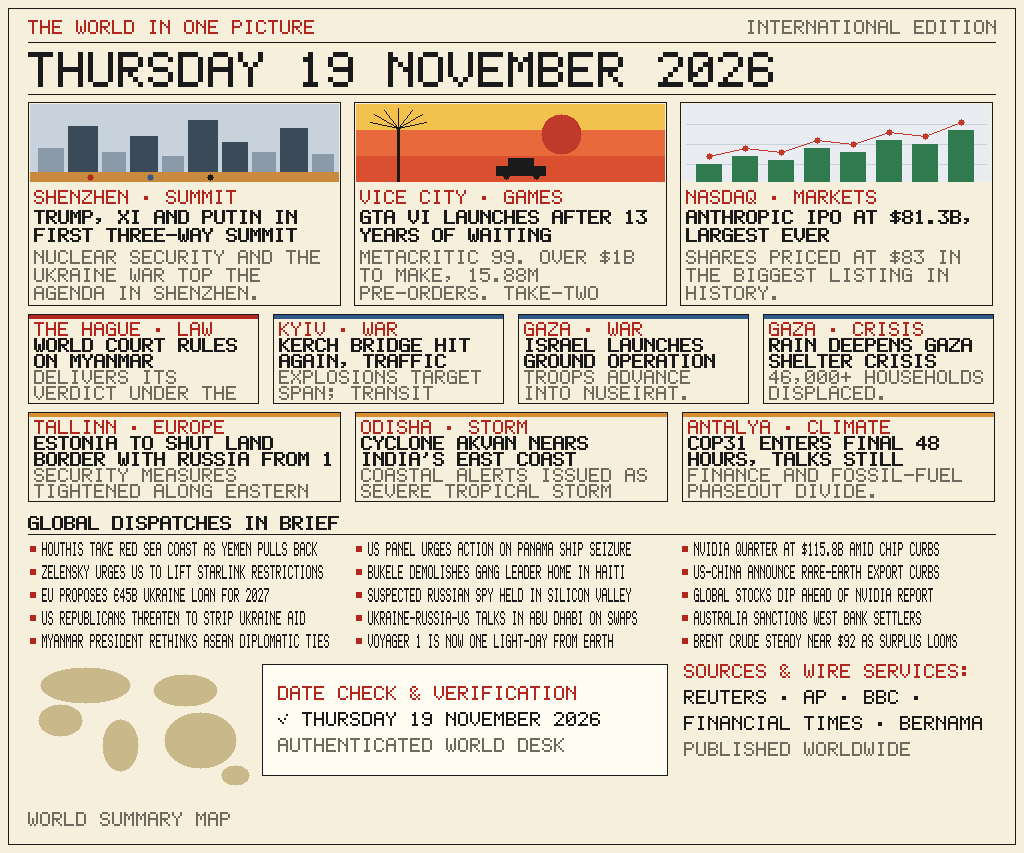 THE WORLD IN ONE PICTURE
INTERNATIONAL EDITION
THURSDAY 19 NOVEMBER 2026
SHENZHEN · SUMMIT
TRUMP, XI AND PUTIN IN
FIRST THREE-WAY SUMMIT
NUCLEAR SECURITY AND THE
UKRAINE WAR TOP THE
AGENDA IN SHENZHEN.
VICE CITY · GAMES
GTA VI LAUNCHES AFTER 13
YEARS OF WAITING
METACRITIC 99. OVER $1B
TO MAKE, 15.88M
PRE-ORDERS. TAKE-TWO
NASDAQ · MARKETS
ANTHROPIC IPO AT $81.3B,
LARGEST EVER
SHARES PRICED AT $83 IN
THE BIGGEST LISTING IN
HISTORY.
THE HAGUE · LAW
WORLD COURT RULES
ON MYANMAR
DELIVERS ITS
VERDICT UNDER THE
KYIV · WAR
KERCH BRIDGE HIT
AGAIN, TRAFFIC
EXPLOSIONS TARGET
SPAN; TRANSIT
GAZA · WAR
ISRAEL LAUNCHES
GROUND OPERATION
TROOPS ADVANCE
INTO NUSEIRAT.
GAZA · CRISIS
RAIN DEEPENS GAZA
SHELTER CRISIS
46,000+ HOUSEHOLDS
DISPLACED.
TALLINN · EUROPE
ESTONIA TO SHUT LAND
BORDER WITH RUSSIA FROM 1
SECURITY MEASURES
TIGHTENED ALONG EASTERN
ODISHA · STORM
CYCLONE AKVAN NEARS
INDIA'S EAST COAST
COASTAL ALERTS ISSUED AS
SEVERE TROPICAL STORM
ANTALYA · CLIMATE
COP31 ENTERS FINAL 48
HOURS, TALKS STILL
FINANCE AND FOSSIL-FUEL
PHASEOUT DIVIDE.
GLOBAL DISPATCHES IN BRIEF
HOUTHIS TAKE RED SEA COAST AS YEMEN PULLS BACK
ZELENSKY URGES US TO LIFT STARLINK RESTRICTIONS
EU PROPOSES €45B UKRAINE LOAN FOR 2027
US REPUBLICANS THREATEN TO STRIP UKRAINE AID
MYANMAR PRESIDENT RETHINKS ASEAN DIPLOMATIC TIES
US PANEL URGES ACTION ON PANAMA SHIP SEIZURE
BUKELE DEMOLISHES GANG LEADER HOME IN HAITI
SUSPECTED RUSSIAN SPY HELD IN SILICON VALLEY
UKRAINE-RUSSIA-US TALKS IN ABU DHABI ON SWAPS
VOYAGER 1 IS NOW ONE LIGHT-DAY FROM EARTH
NVIDIA QUARTER AT $115.8B AMID CHIP CURBS
US-CHINA ANNOUNCE RARE-EARTH EXPORT CURBS
GLOBAL STOCKS DIP AHEAD OF NVIDIA REPORT
AUSTRALIA SANCTIONS WEST BANK SETTLERS
BRENT CRUDE STEADY NEAR $92 AS SURPLUS LOOMS
DATE CHECK & VERIFICATION
✓ THURSDAY 19 NOVEMBER 2026
AUTHENTICATED WORLD DESK
SOURCES & WIRE SERVICES:
REUTERS · AP · BBC ·
FINANCIAL TIMES · BERNAMA
PUBLISHED WORLDWIDE
WORLD SUMMARY MAP